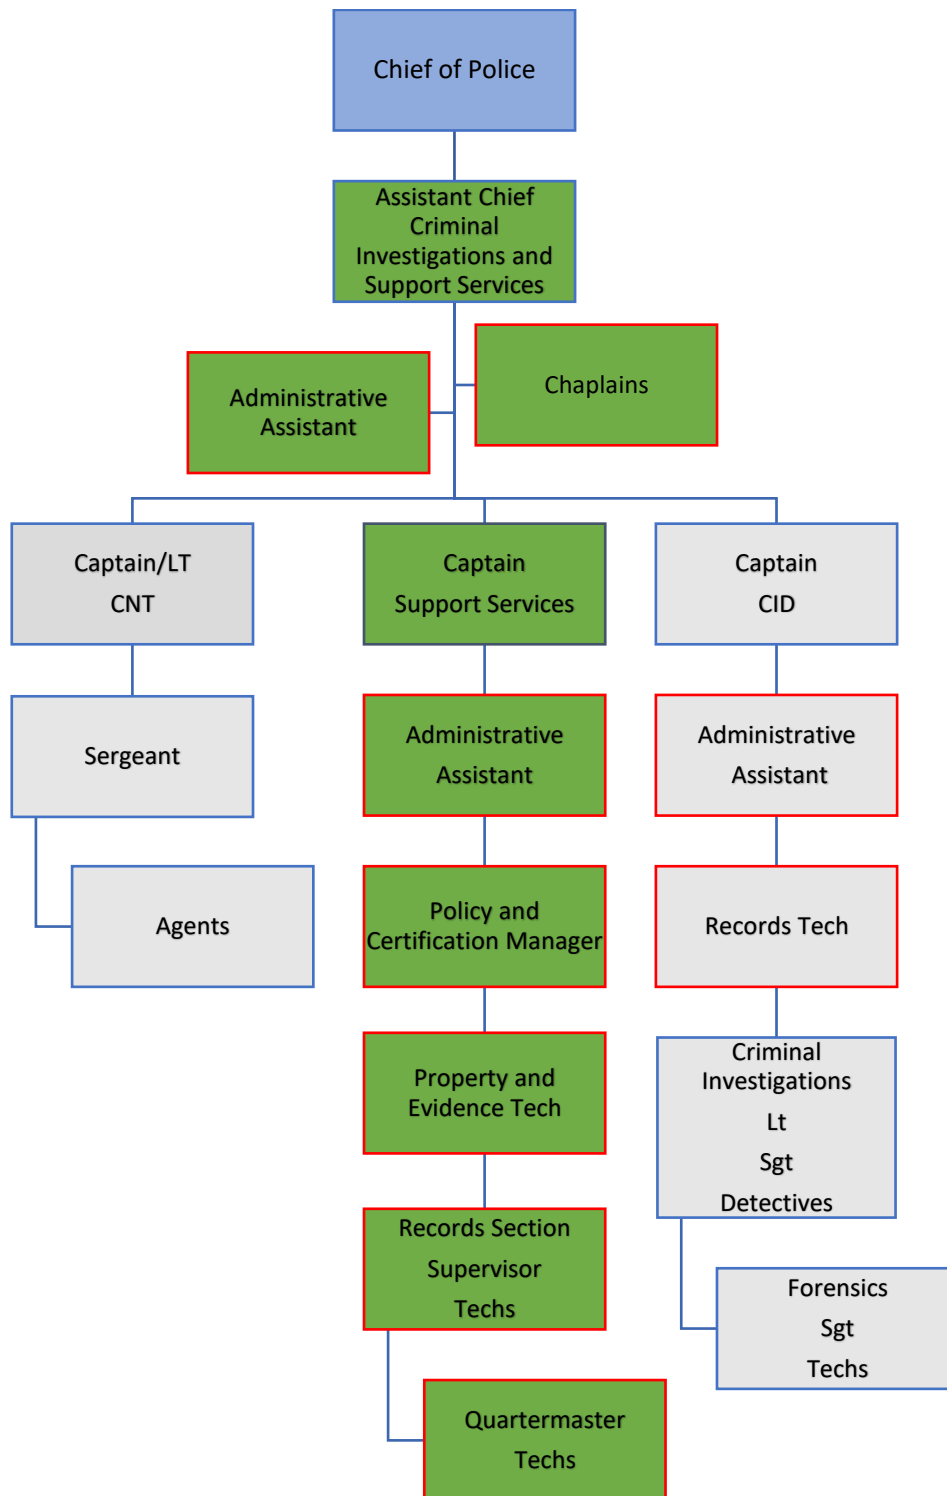 Chief of Police
Assistant Chief
Criminal
Investigations and
Support Services
Chaplains
Administrative
Assistant
Captain/LT
CNT
Captain
Support Services
Captain
CID
Sergeant
Administrative
Assistant
Administrative
Assistant
Agents
Policy and
Certification Manager
Records Tech
Property and
Evidence Tech
Criminal
Investigations
Lt
Sgt
Detectives
Records Section
Supervisor
Techs
Forensics
Sgt
Techs
Quartermaster
Techs